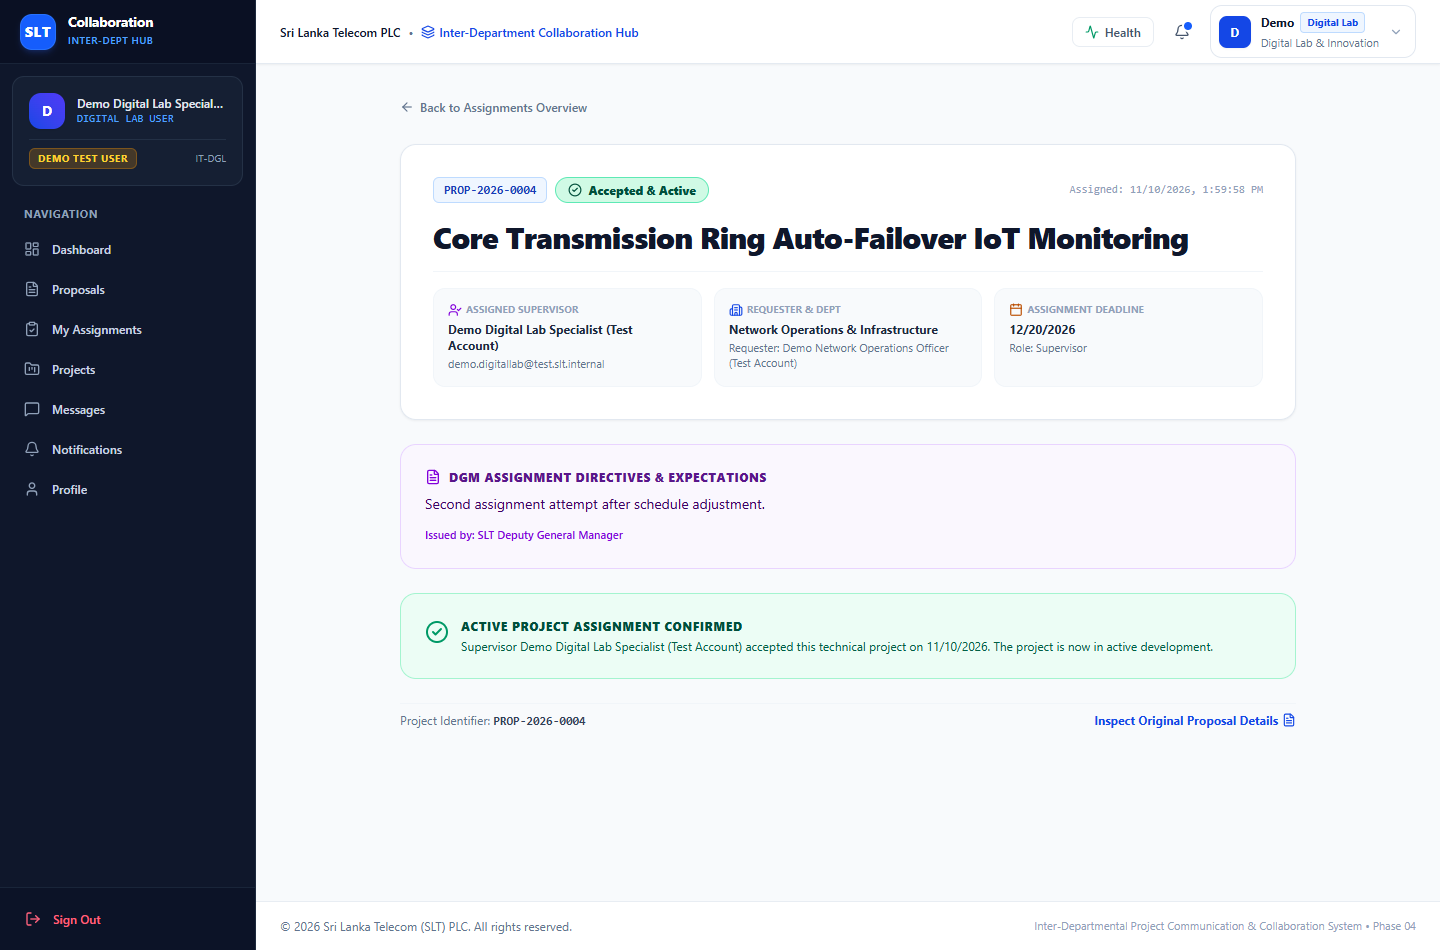 SLT
Collaboration
INTER-DEPT HUB
D
Demo Digital Lab Special...
DIGITAL LAB USER
DEMO TEST USER
IT-DGL
NAVIGATION
Dashboard
Proposals
My Assignments
Projects
Messages
Notifications
Profile
Sign Out
Sri Lanka Telecom PLC • Inter-Department Collaboration Hub
Health
D
Demo Digital Lab
Digital Lab & Innovation
Back to Assignments Overview
PROP-2026-0004
Accepted & Active
Assigned: 11/10/2026, 1:59:58 PM
Core Transmission Ring Auto-Failover IoT Monitoring
ASSIGNED SUPERVISOR
Demo Digital Lab Specialist (Test
Account)
demo.digitallab@test.slt.internal
REQUESTER & DEPT
Network Operations & Infrastructure
Requester: Demo Network Operations Officer
(Test Account)
ASSIGNMENT DEADLINE
12/20/2026
Role: Supervisor
DGM ASSIGNMENT DIRECTIVES & EXPECTATIONS
Second assignment attempt after schedule adjustment.
Issued by: SLT Deputy General Manager
ACTIVE PROJECT ASSIGNMENT CONFIRMED
Supervisor Demo Digital Lab Specialist (Test Account) accepted this technical project on 11/10/2026. The project is now in active development.
Project Identifier: PROP-2026-0004
Inspect Original Proposal Details
© 2026 Sri Lanka Telecom (SLT) PLC. All rights reserved.
Inter-Departmental Project Communication & Collaboration System • Phase 04